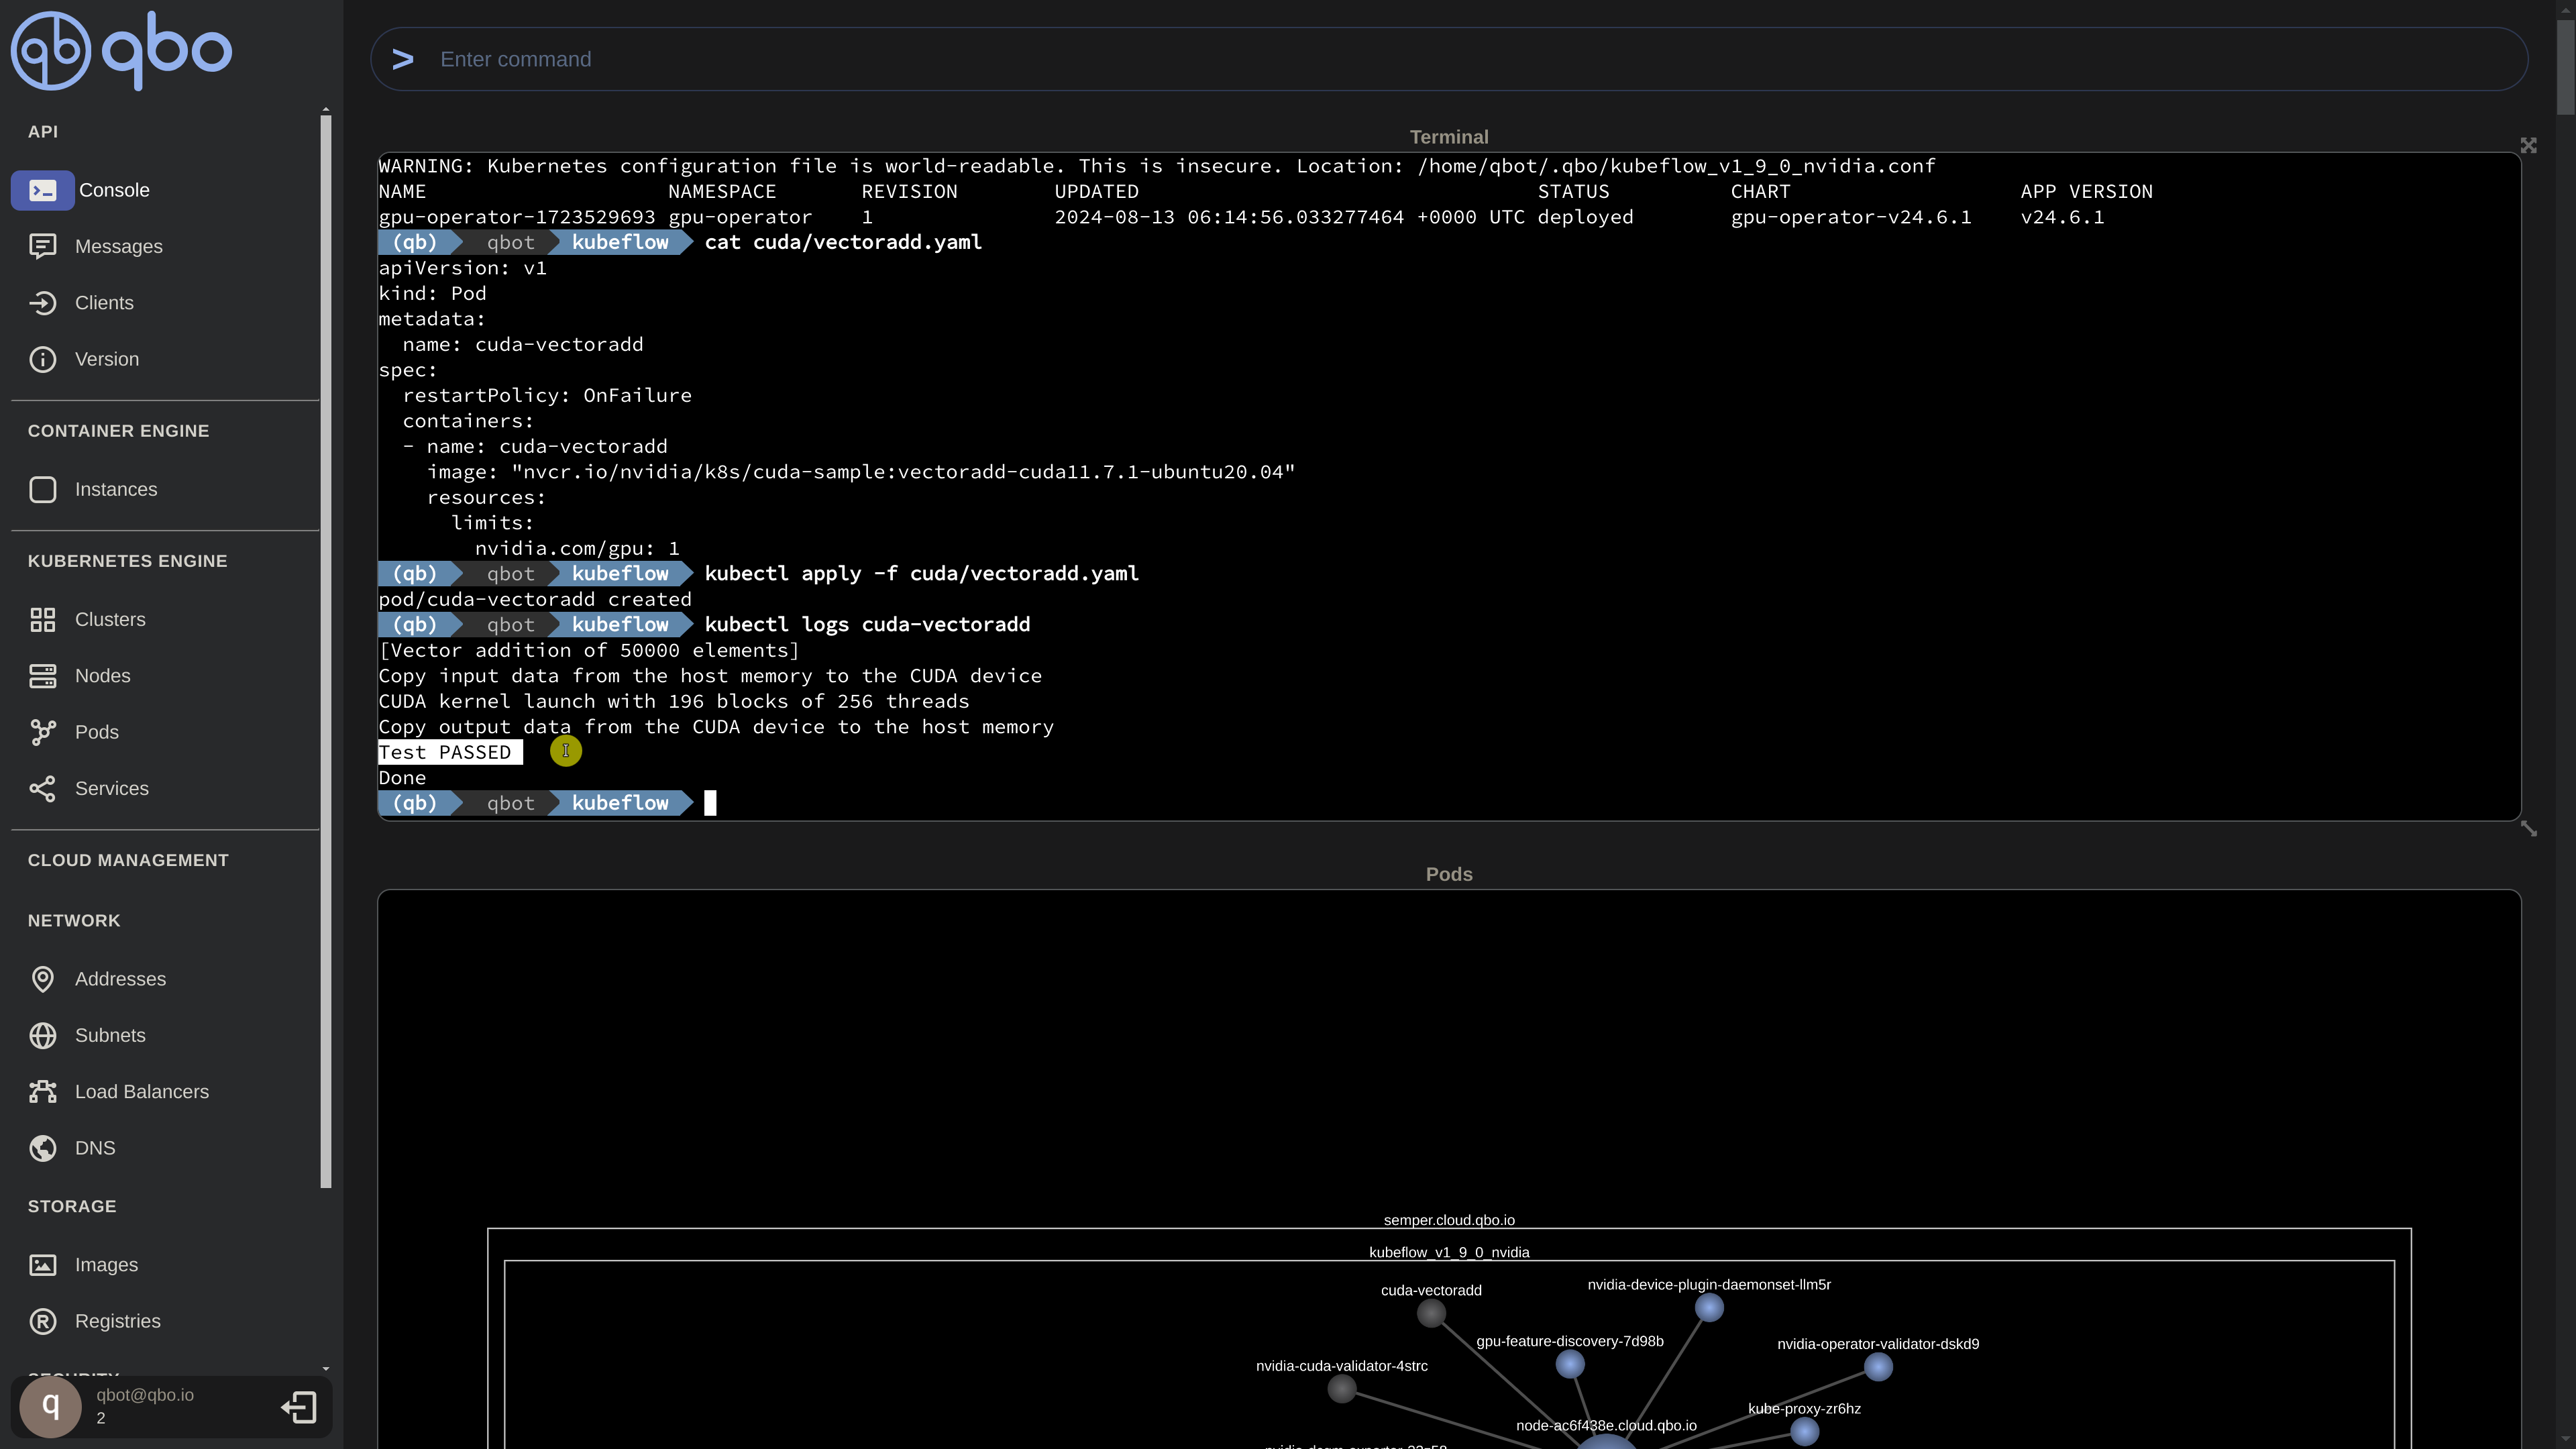 qb qbo
API
Console
Messages
Clients
Version
CONTAINER ENGINE
Instances
KUBERNETES ENGINE
Clusters
Nodes
Pods
Services
CLOUD MANAGEMENT
NETWORK
Addresses
Subnets
Load Balancers
DNS
STORAGE
Images
Registries
SECURITY
q
qbot@qbo.io
2
> Enter command
Terminal
WARNING: Kubernetes configuration file is world-readable. This is insecure. Location: /home/qbot/.qbo/kubeflow_v1_9_0_nvidia.conf
NAME NAMESPACE REVISION UPDATED STATUS CHART APP VERSION
gpu-operator-1723529693 gpu-operator 1 2024-08-13 06:14:56.033277464 +0000 UTC deployed gpu-operator-v24.6.1 v24.6.1
(qb) qbot kubeflow cat cuda/vectoradd.yaml
apiVersion: v1
kind: Pod
metadata:
  name: cuda-vectoradd
spec:
  restartPolicy: OnFailure
  containers:
  - name: cuda-vectoradd
    image: "nvcr.io/nvidia/k8s/cuda-sample:vectoradd-cuda11.7.1-ubuntu20.04"
    resources:
      limits:
        nvidia.com/gpu: 1
(qb) qbot kubeflow kubectl apply -f cuda/vectoradd.yaml
pod/cuda-vectoradd created
(qb) qbot kubeflow kubectl logs cuda-vectoradd
[Vector addition of 50000 elements]
Copy input data from the host memory to the CUDA device
CUDA kernel launch with 196 blocks of 256 threads
Copy output data from the CUDA device to the host memory
Test PASSED
Done
(qb) qbot kubeflow
Pods
semper.cloud.qbo.io
kubeflow_v1_9_0_nvidia
cuda-vectoradd
nvidia-device-plugin-daemonset-llm5r
gpu-feature-discovery-7d98b
nvidia-operator-validator-dskd9
nvidia-cuda-validator-4strc
kube-proxy-zr6hz
node-ac6f438e.cloud.qbo.io